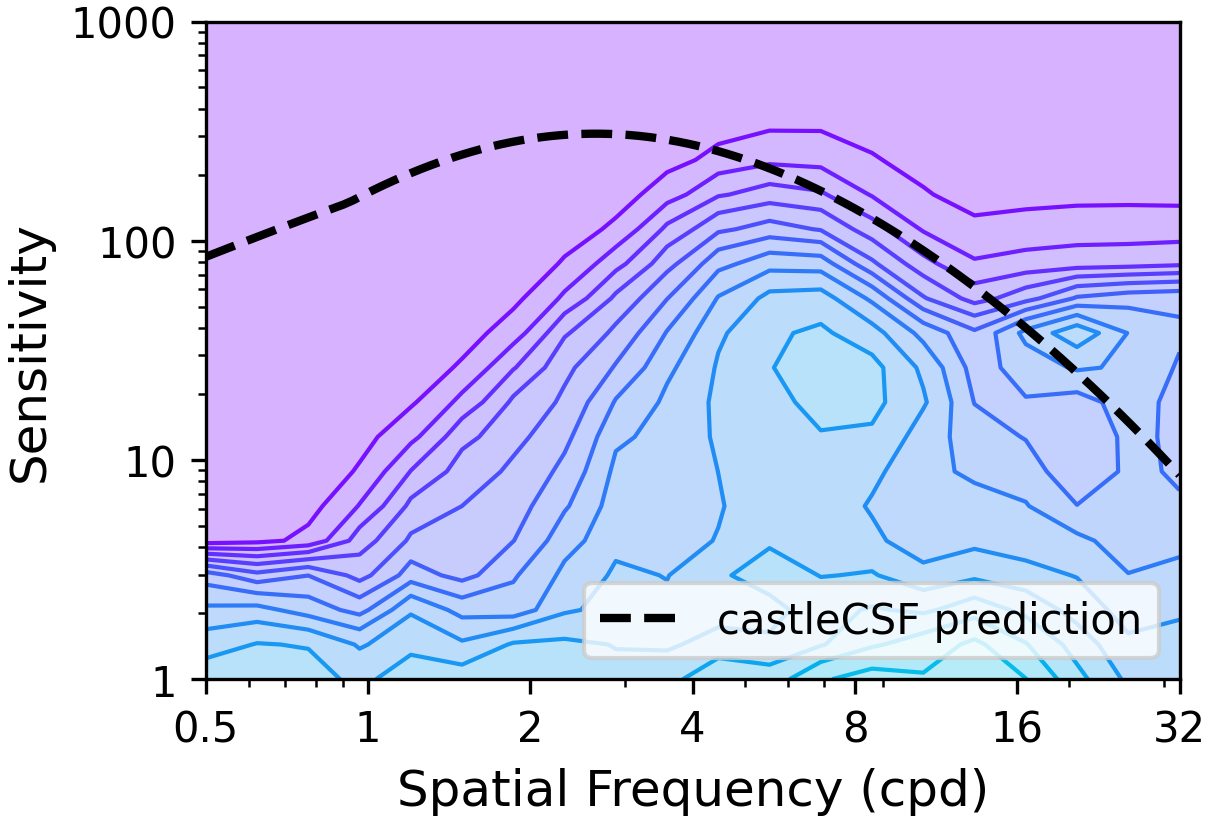 1000
100
10
1
Sensitivity
castleCSF prediction
0.5 1 2 4 8 16 32
Spatial Frequency (cpd)